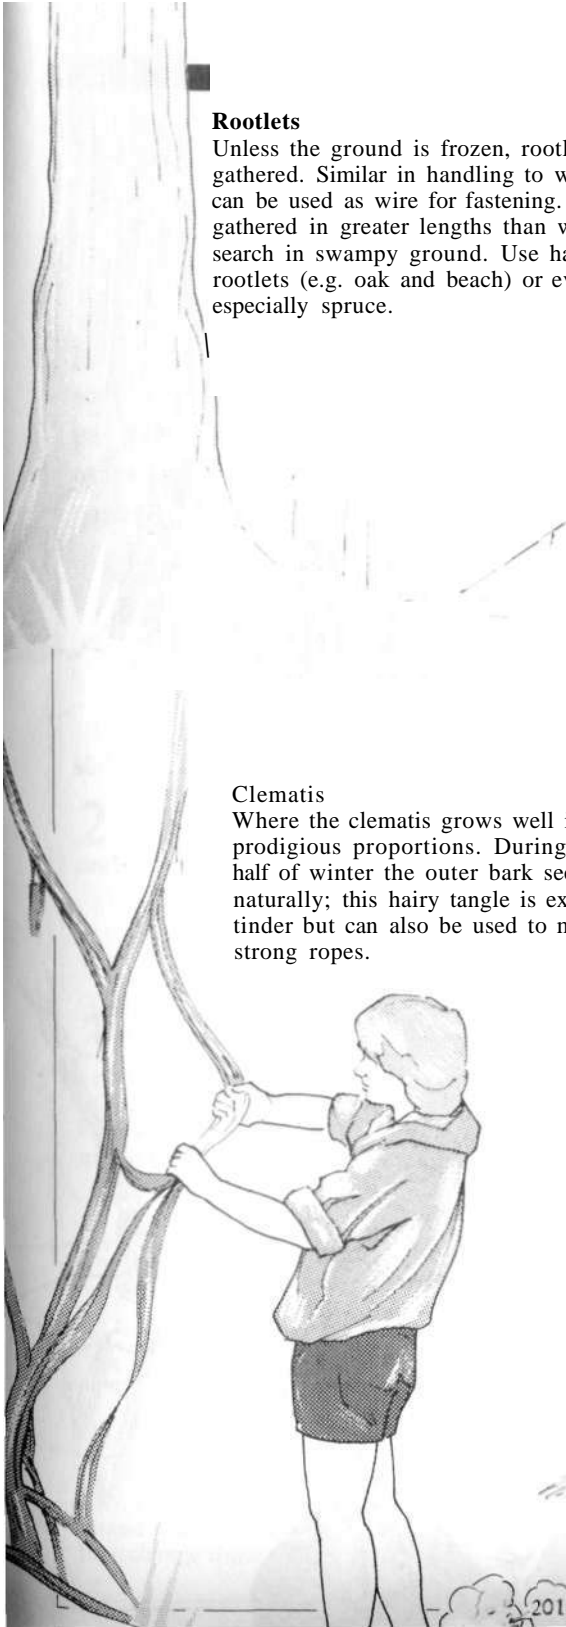 Rootlets
Unless the ground is frozen, rootl
gathered. Similar in handling to w
can be used as wire for fastening.
gathered in greater lengths than w
search in swampy ground. Use ha
rootlets (e.g. oak and beach) or ev
especially spruce.
Clematis
Where the clematis grows well
prodigious proportions. During
half of winter the outer bark see
naturally; this hairy tangle is ex
tinder but can also be used to m
strong ropes.
201